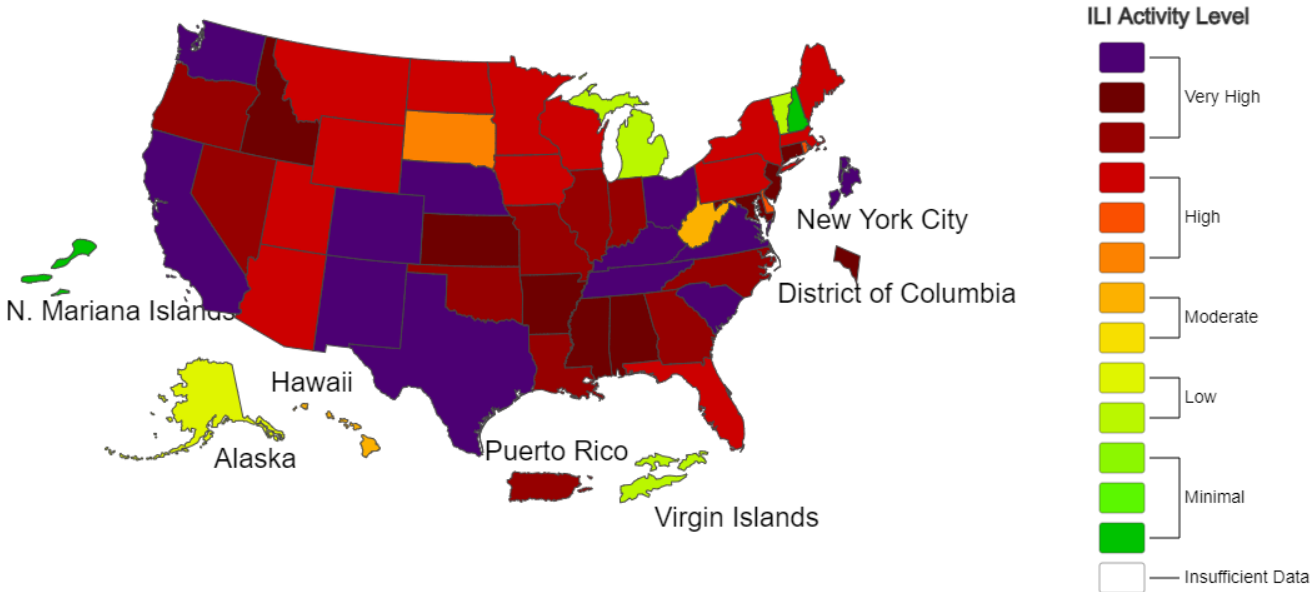 ILI Activity Level
Very High
High
Moderate
Low
Minimal
Insufficient Data
New York City
District of Columbia
N. Mariana Islands
Hawaii
Alaska
Puerto Rico
Virgin Islands